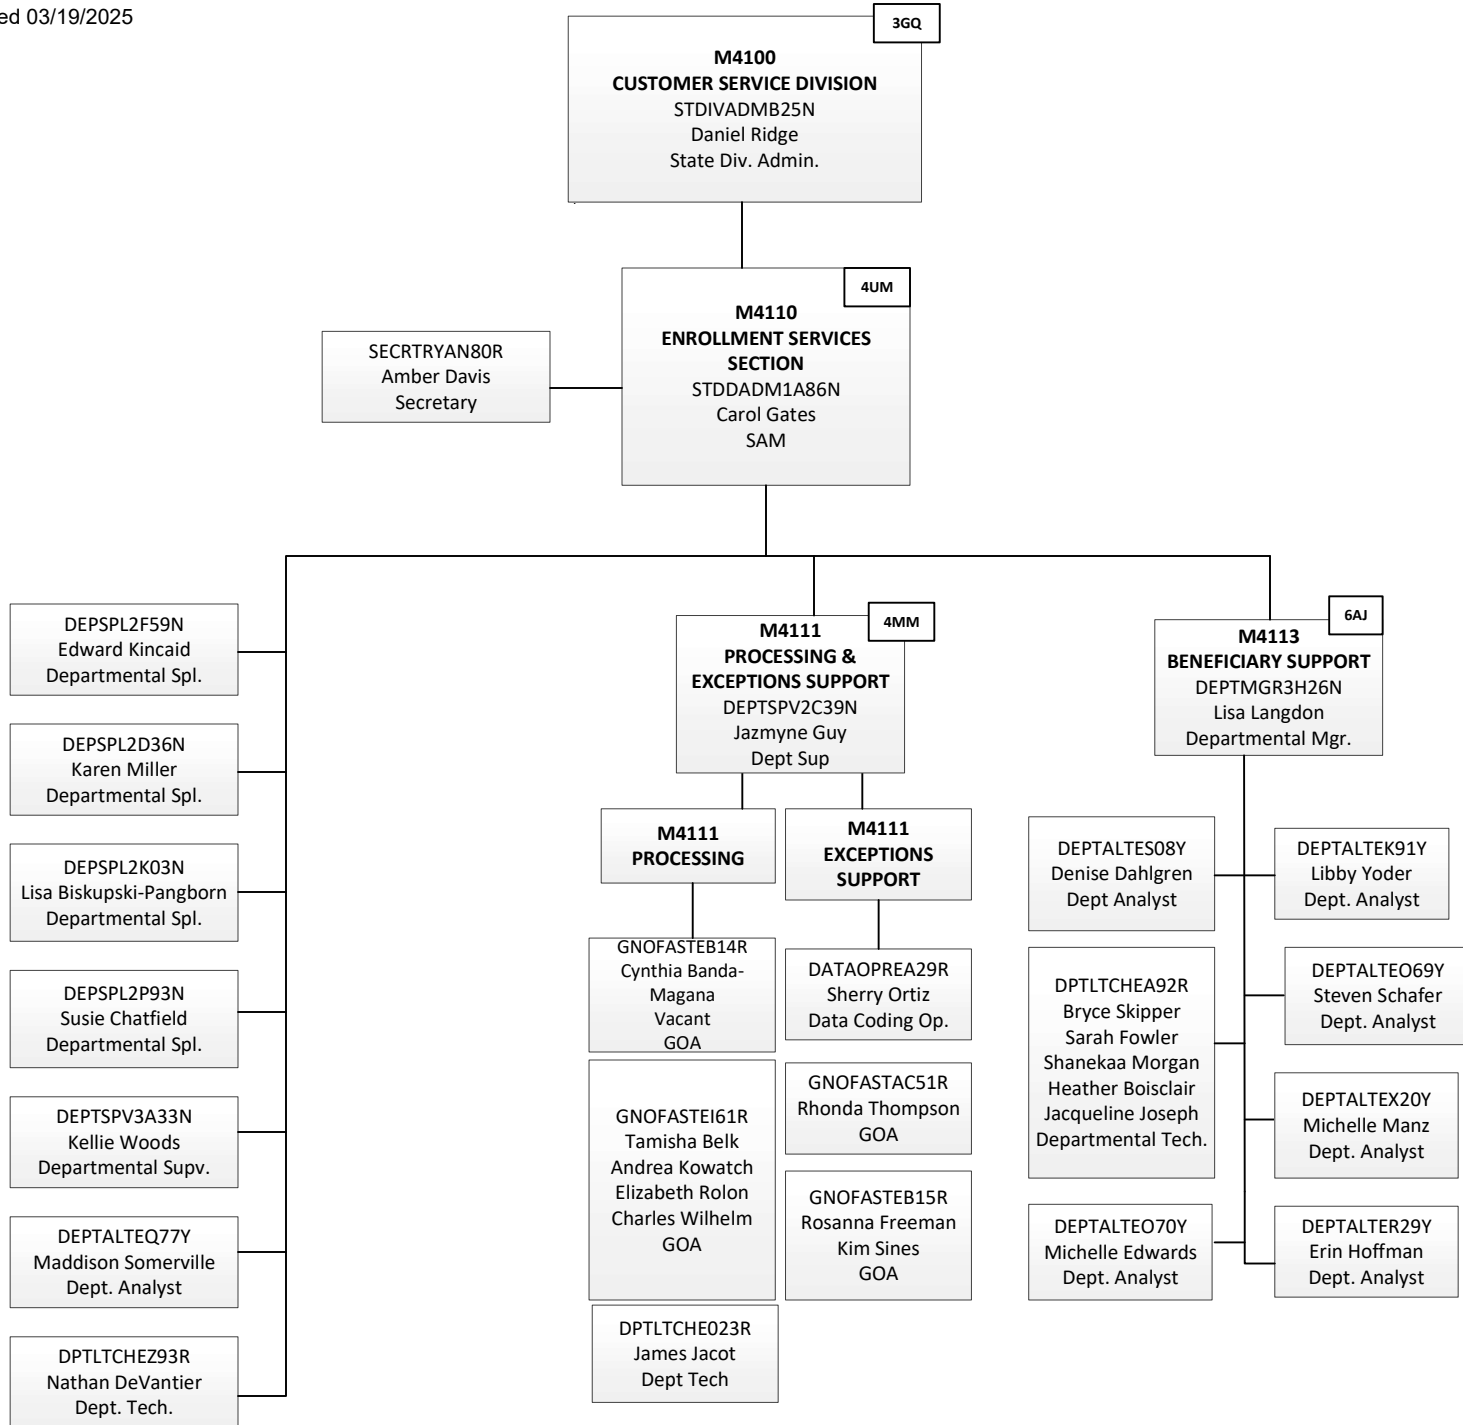 ed 03/19/2025
3GQ
M4100
CUSTOMER SERVICE DIVISION
STDIVADMB25N
Daniel Ridge
State Div. Admin.
4UM
M4110
ENROLLMENT SERVICES
SECTION
STDDADM1A86N
Carol Gates
SAM
SECRTRYAN80R
Amber Davis
Secretary
DEPSPL2F59N
Edward Kincaid
Departmental Spl.
DEPSPL2D36N
Karen Miller
Departmental Spl.
DEPSPL2K03N
Lisa Biskupski-Pangborn
Departmental Spl.
DEPSPL2P93N
Susie Chatfield
Departmental Spl.
DEPTSPV3A33N
Kellie Woods
Departmental Supv.
DEPTALTEQ77Y
Maddison Somerville
Dept. Analyst
DPTLTCHEZ93R
Nathan DeVantier
Dept. Tech.
4MM
M4111
PROCESSING &
EXCEPTIONS SUPPORT
DEPTSPV2C39N
Jazmyne Guy
Dept Sup
M4111
PROCESSING
GNOFASTEB14R
Cynthia Banda-
Magana
Vacant
GOA
GNOFASTEI61R
Tamisha Belk
Andrea Kowatch
Elizabeth Rolon
Charles Wilhelm
GOA
DPTLTCHE023R
James Jacot
Dept Tech
M4111
EXCEPTIONS
SUPPORT
DATAOPREA29R
Sherry Ortiz
Data Coding Op.
GNOFASTAC51R
Rhonda Thompson
GOA
GNOFASTEB15R
Rosanna Freeman
Kim Sines
GOA
6AJ
M4113
BENEFICIARY SUPPORT
DEPTMGR3H26N
Lisa Langdon
Departmental Mgr.
DEPTALTES08Y
Denise Dahlgren
Dept Analyst
DPTLTCHEA92R
Bryce Skipper
Sarah Fowler
Shanekaa Morgan
Heather Boisclair
Jacqueline Joseph
Departmental Tech.
DEPTALTEO70Y
Michelle Edwards
Dept. Analyst
DEPTALTEK91Y
Libby Yoder
Dept. Analyst
DEPTALTEO69Y
Steven Schafer
Dept. Analyst
DEPTALTEX20Y
Michelle Manz
Dept. Analyst
DEPTALTER29Y
Erin Hoffman
Dept. Analyst